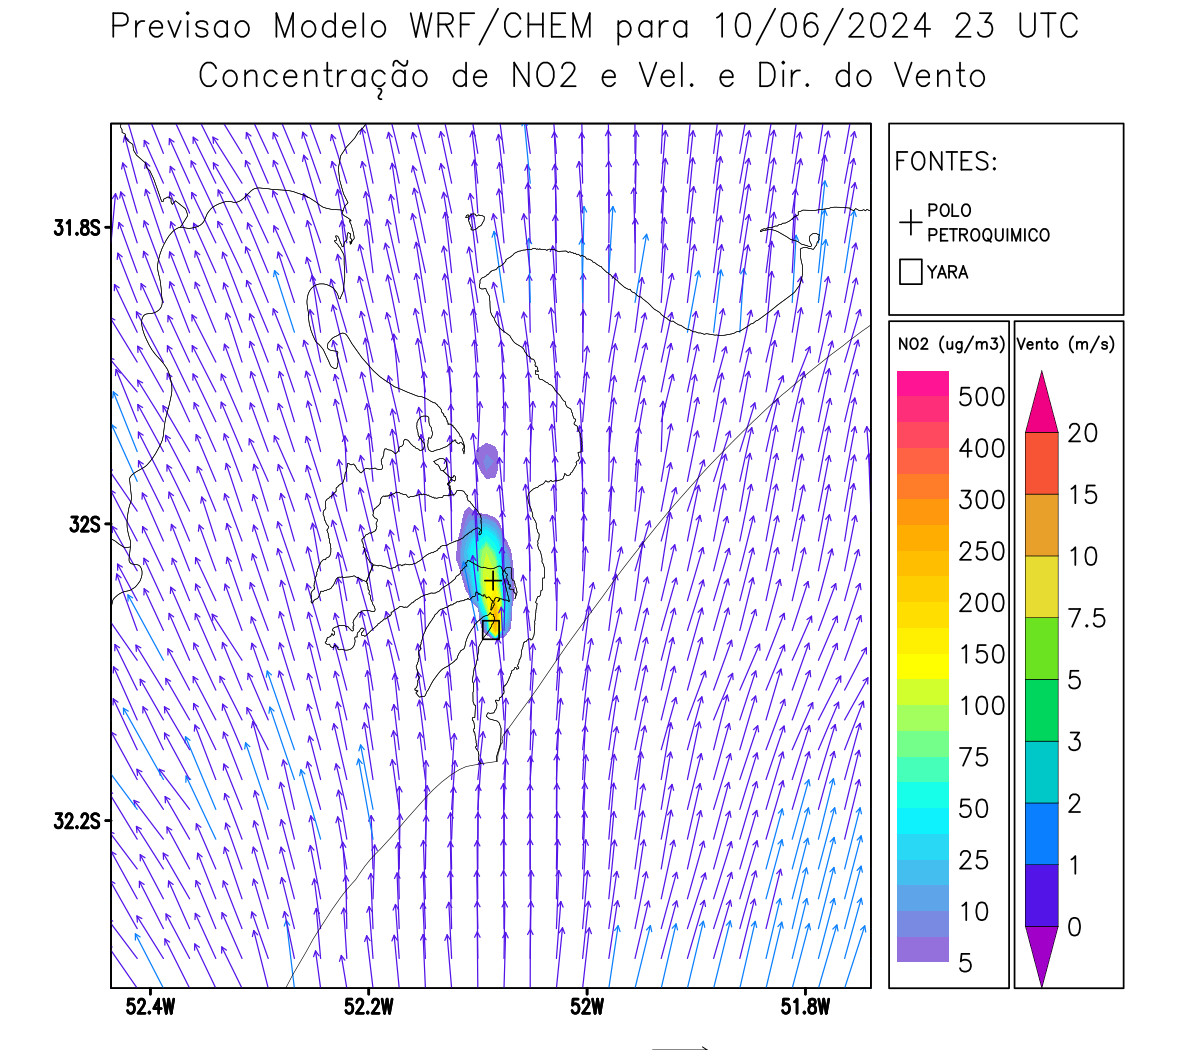 Previsao Modelo WRF/CHEM para 10/06/2024 23 UTC
Concentração de NO2 e Vel. e Dir. do Vento
31.8S
32S
32.2S
52.4W
52.2W
52W
51.8W
FONTES:
POLO
PETROQUIMICO
YARA
NO2 (ug/m3)
500
400
300
250
200
150
100
75
50
25
10
5
Vento (m/s)
20
15
10
7.5
5
3
2
1
0